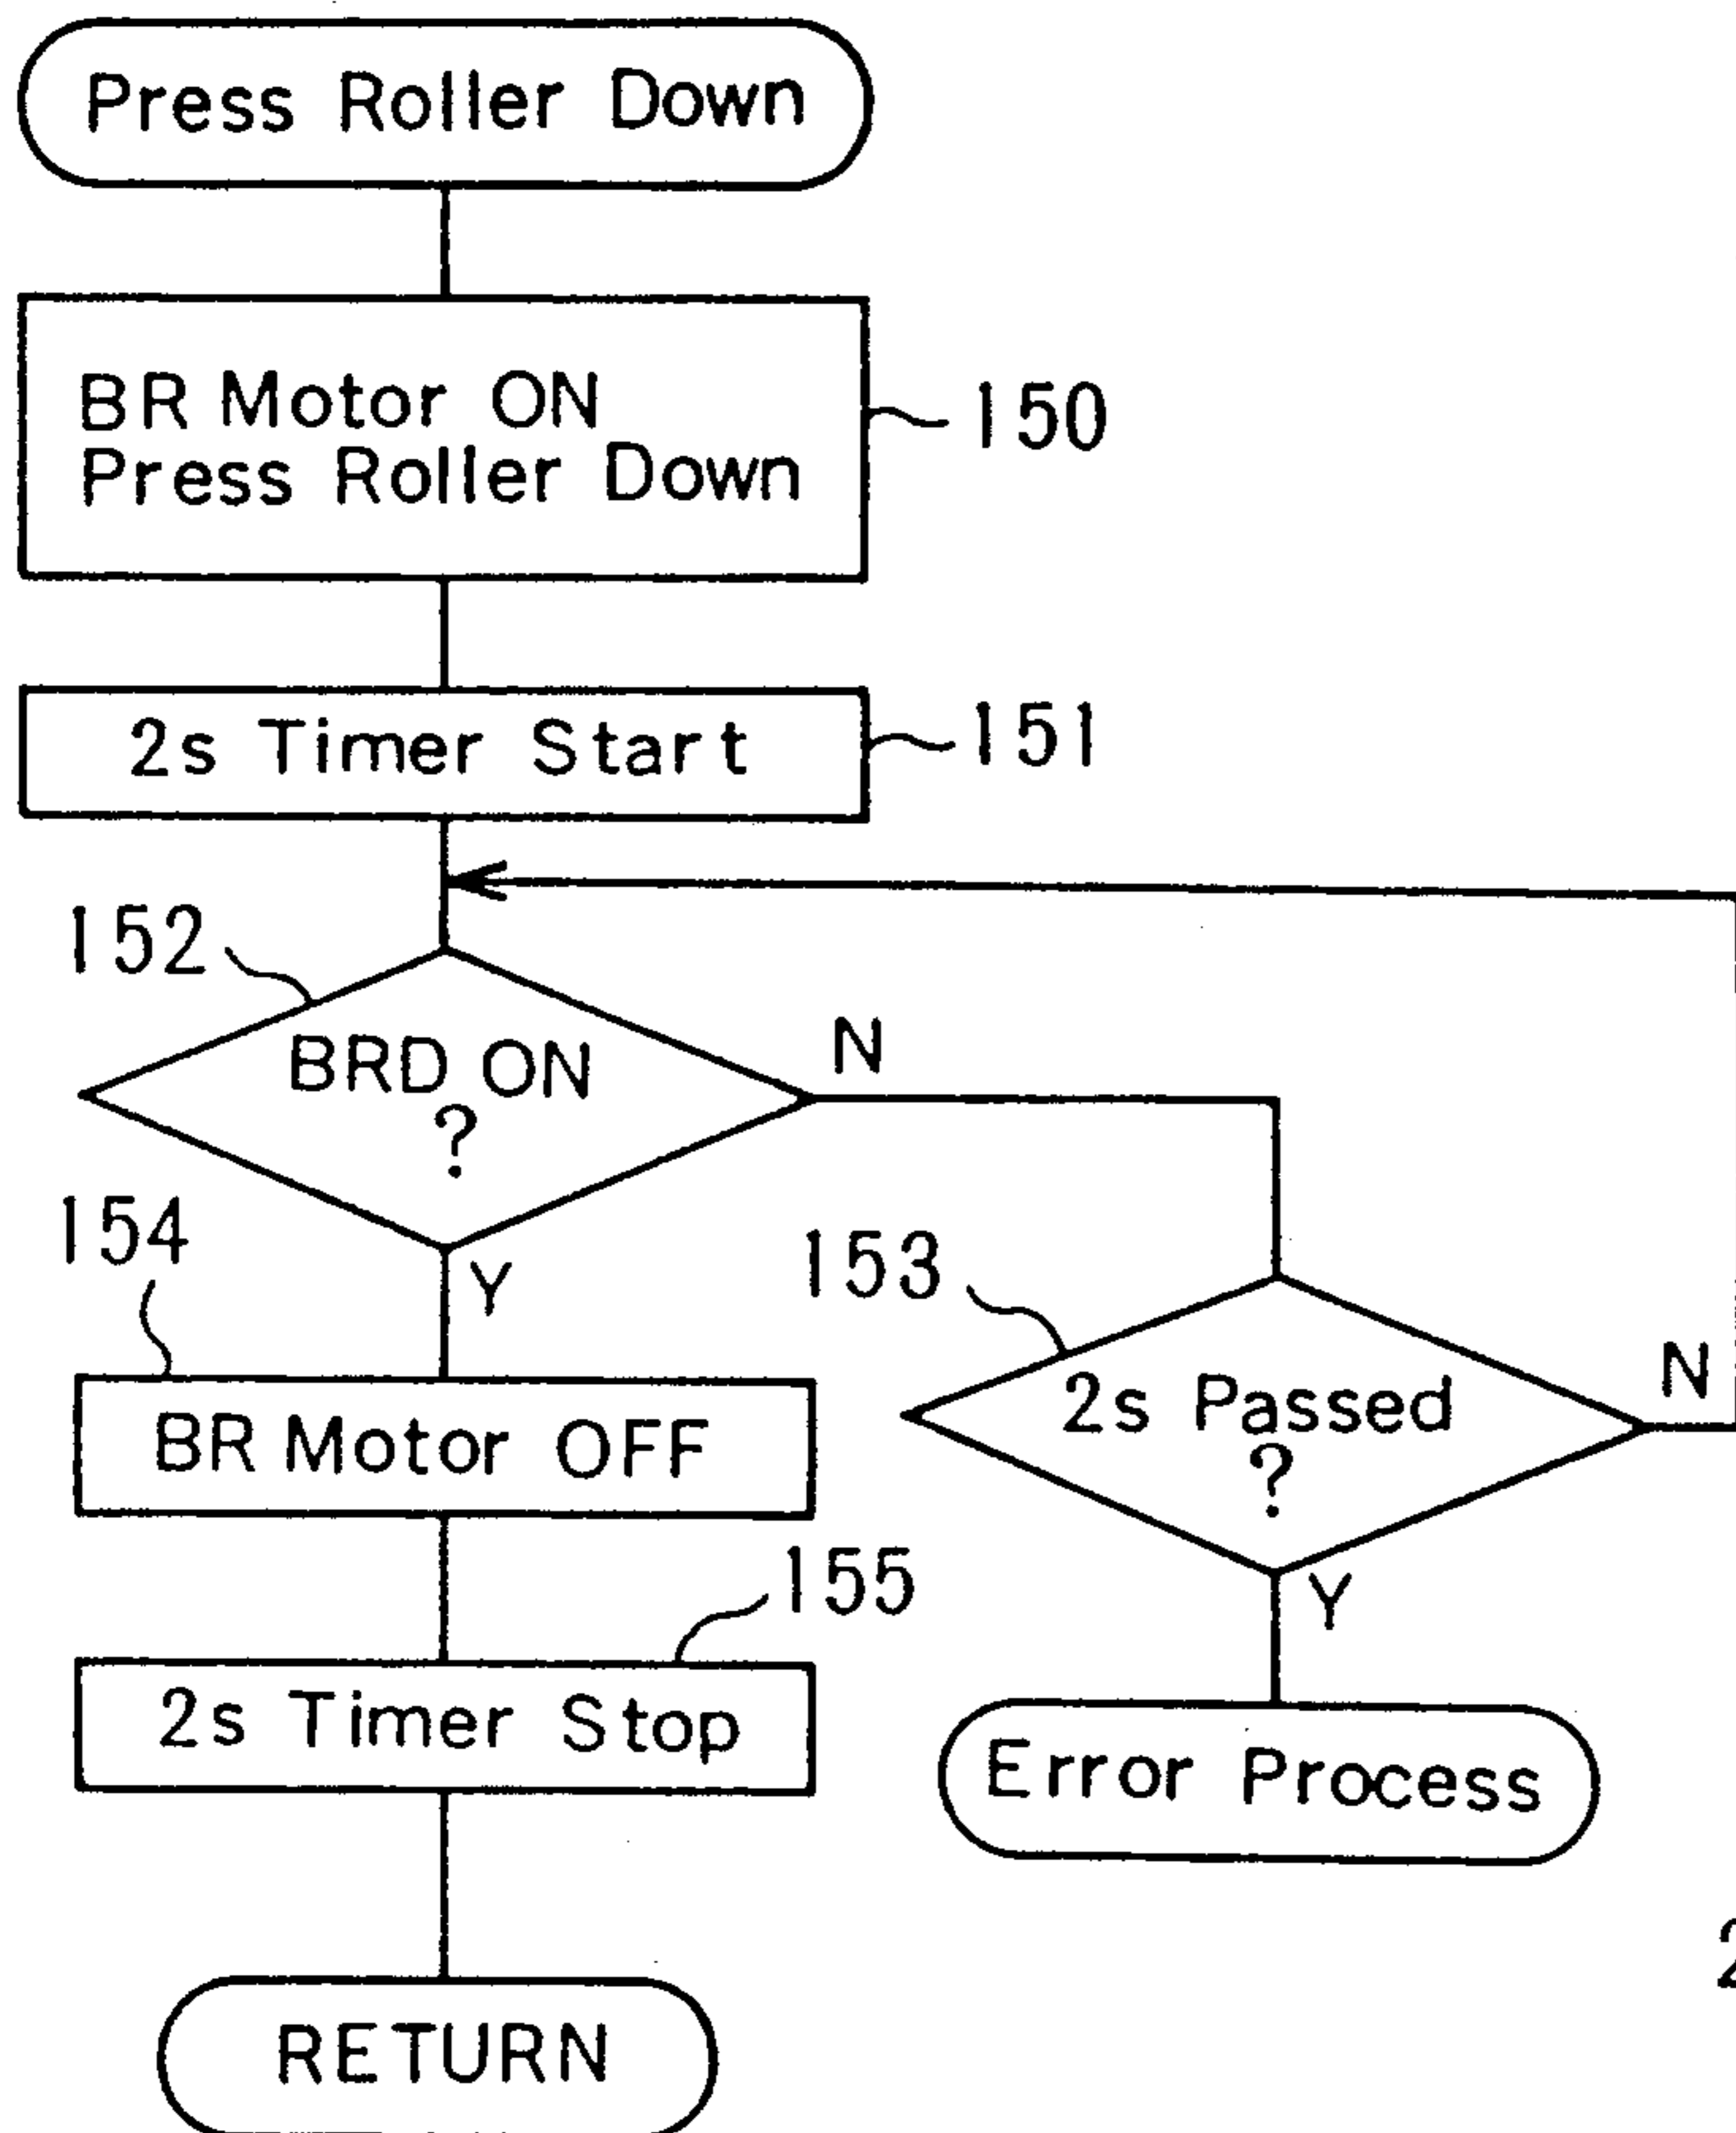 Press Roller Down
BR Motor ON
Press Roller Down
150
2s Timer Start
151
152
BRD ON
?
N
Y
153
2s Passed
?
N
Y
154
BR Motor OFF
155
2s Timer Stop
Error Process
RETURN
2